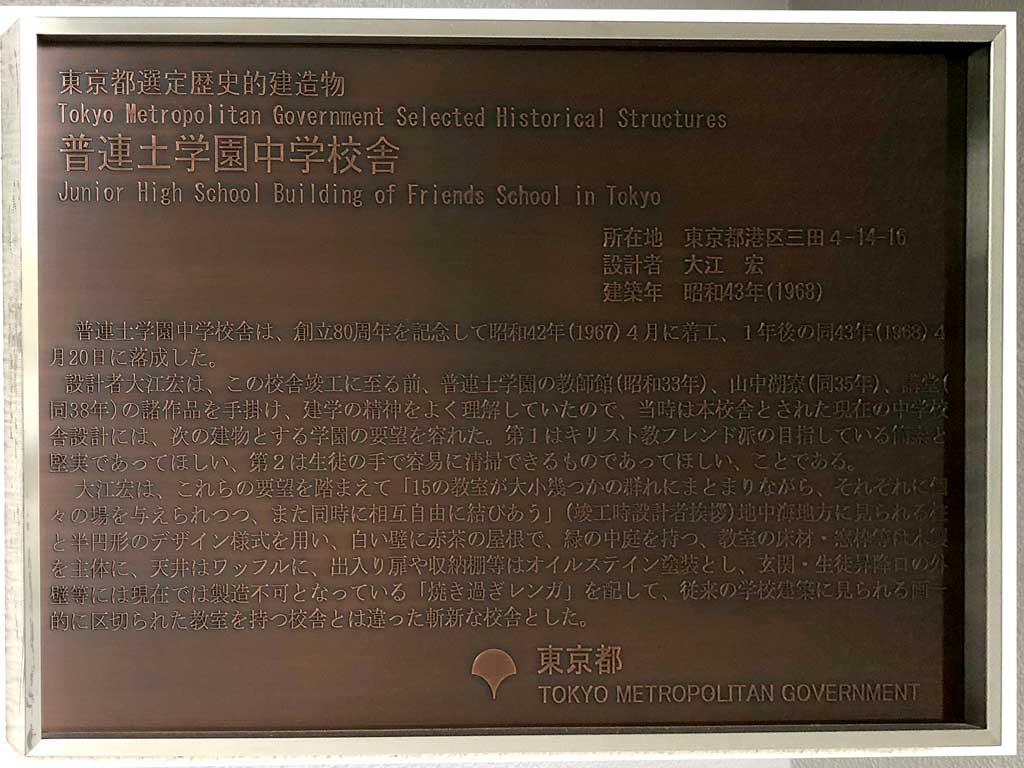 東京都選定歴史的建造物
Tokyo Metropolitan Government Selected Historical Structures
普連土学園中学校舎
Junior High School Building of Friends School in Tokyo
所在地　東京都港区三田４-14-16
設計者　大江　宏
建築年　昭和43年(1968)
普連土学園中学校舎は、創立80周年を記念して昭和42年(1967)４月に着工、１年後の同43年(1968)４
月20日に落成した。
設計者大江宏は、この校舎竣工に至る前、普連土学園の教師館(昭和33年)、山中湖寮(同35年)、講堂(
同38年)の諸作品を手掛け、建学の精神をよく理解していたので、当時は本校舎とされた現在の中学校
舎設計には、次の建物とする学園の要望を容れた。第１はキリスト教フレンド派の目指している簡素と
堅実であってほしい、第２は生徒の手で容易に清掃できるものであってほしい、ことである。
大江宏は、これらの要望を踏まえて「15の教室が大小幾つかの群れにまとまりながら、それぞれに個
々の場を与えられつつ、また同時に相互自由に結びあう」(竣工時設計者挨拶)地中海地方に見られる柱
と半円形のデザイン様式を用い、白い壁に赤茶の屋根で、緑の中庭を持つ、教室の床材・窓枠等は木製
を主体に、天井はワッフルに、出入り扉や収納棚等はオイルステイン塗装とし、玄関・生徒昇降口の外
壁等には現在では製造不可となっている「焼き過ぎレンガ」を配して、従来の学校建築に見られる画一
的に区切られた教室を持つ校舎とは違った斬新な校舎とした。
東京都
TOKYO METROPOLITAN GOVERNMENT